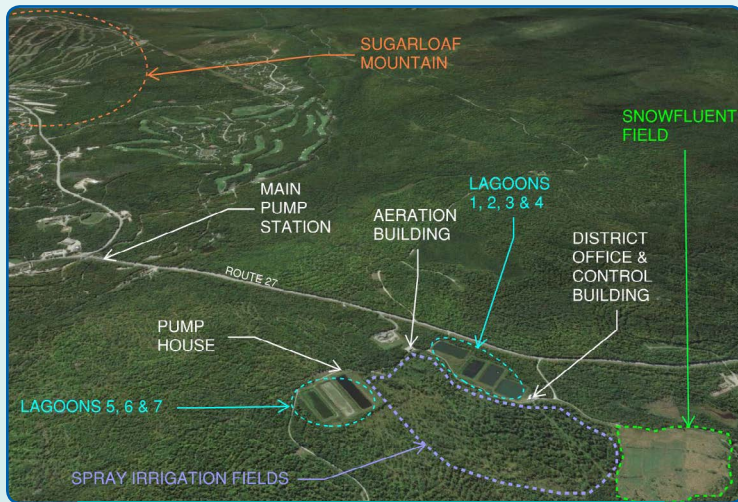 SUGARLOAF
MOUNTAIN
SNOWFLUENT
FIELD
MAIN
PUMP
STATION
AERATION
BUILDING
LAGOONS
1, 2, 3 & 4
DISTRICT
OFFICE &
CONTROL
BUILDING
ROUTE 27
PUMP
HOUSE
LAGOONS 5, 6 & 7
SPRAY IRRIGATION FIELDS